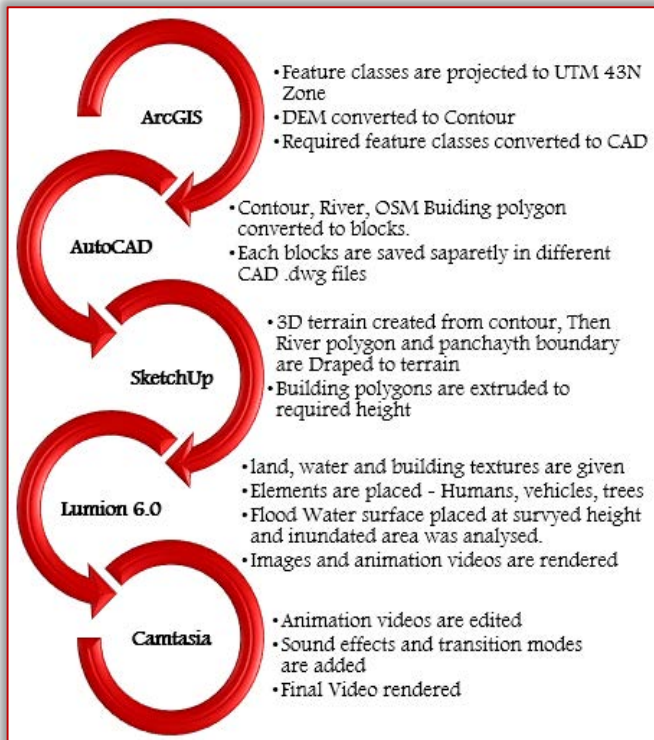 ArcGIS
•Feature classes are projected to UTM 43N
Zone
•DEM converted to Contour
•Required feature classes converted to CAD
AutoCAD
•Contour, River, OSM Buiding polygon
converted to blocks.
•Each blocks are saved saparetly in different
CAD .dwg files
SketchUp
•3D terrain created from contour, Then
River polygon and panchayth boundary
are Draped to terrain
•Building polygons are extruded to
required height
Lumion 6.0
•land, water and building textures are given
•Elements are placed - Humans, vehicles, trees
•Flood Water surface placed at survyed height
and inundated area was analysed.
•Images and animation videos are rendered
Camtasia
•Animation videos are edited
•Sound effects and transition modes
are added
•Final Video rendered